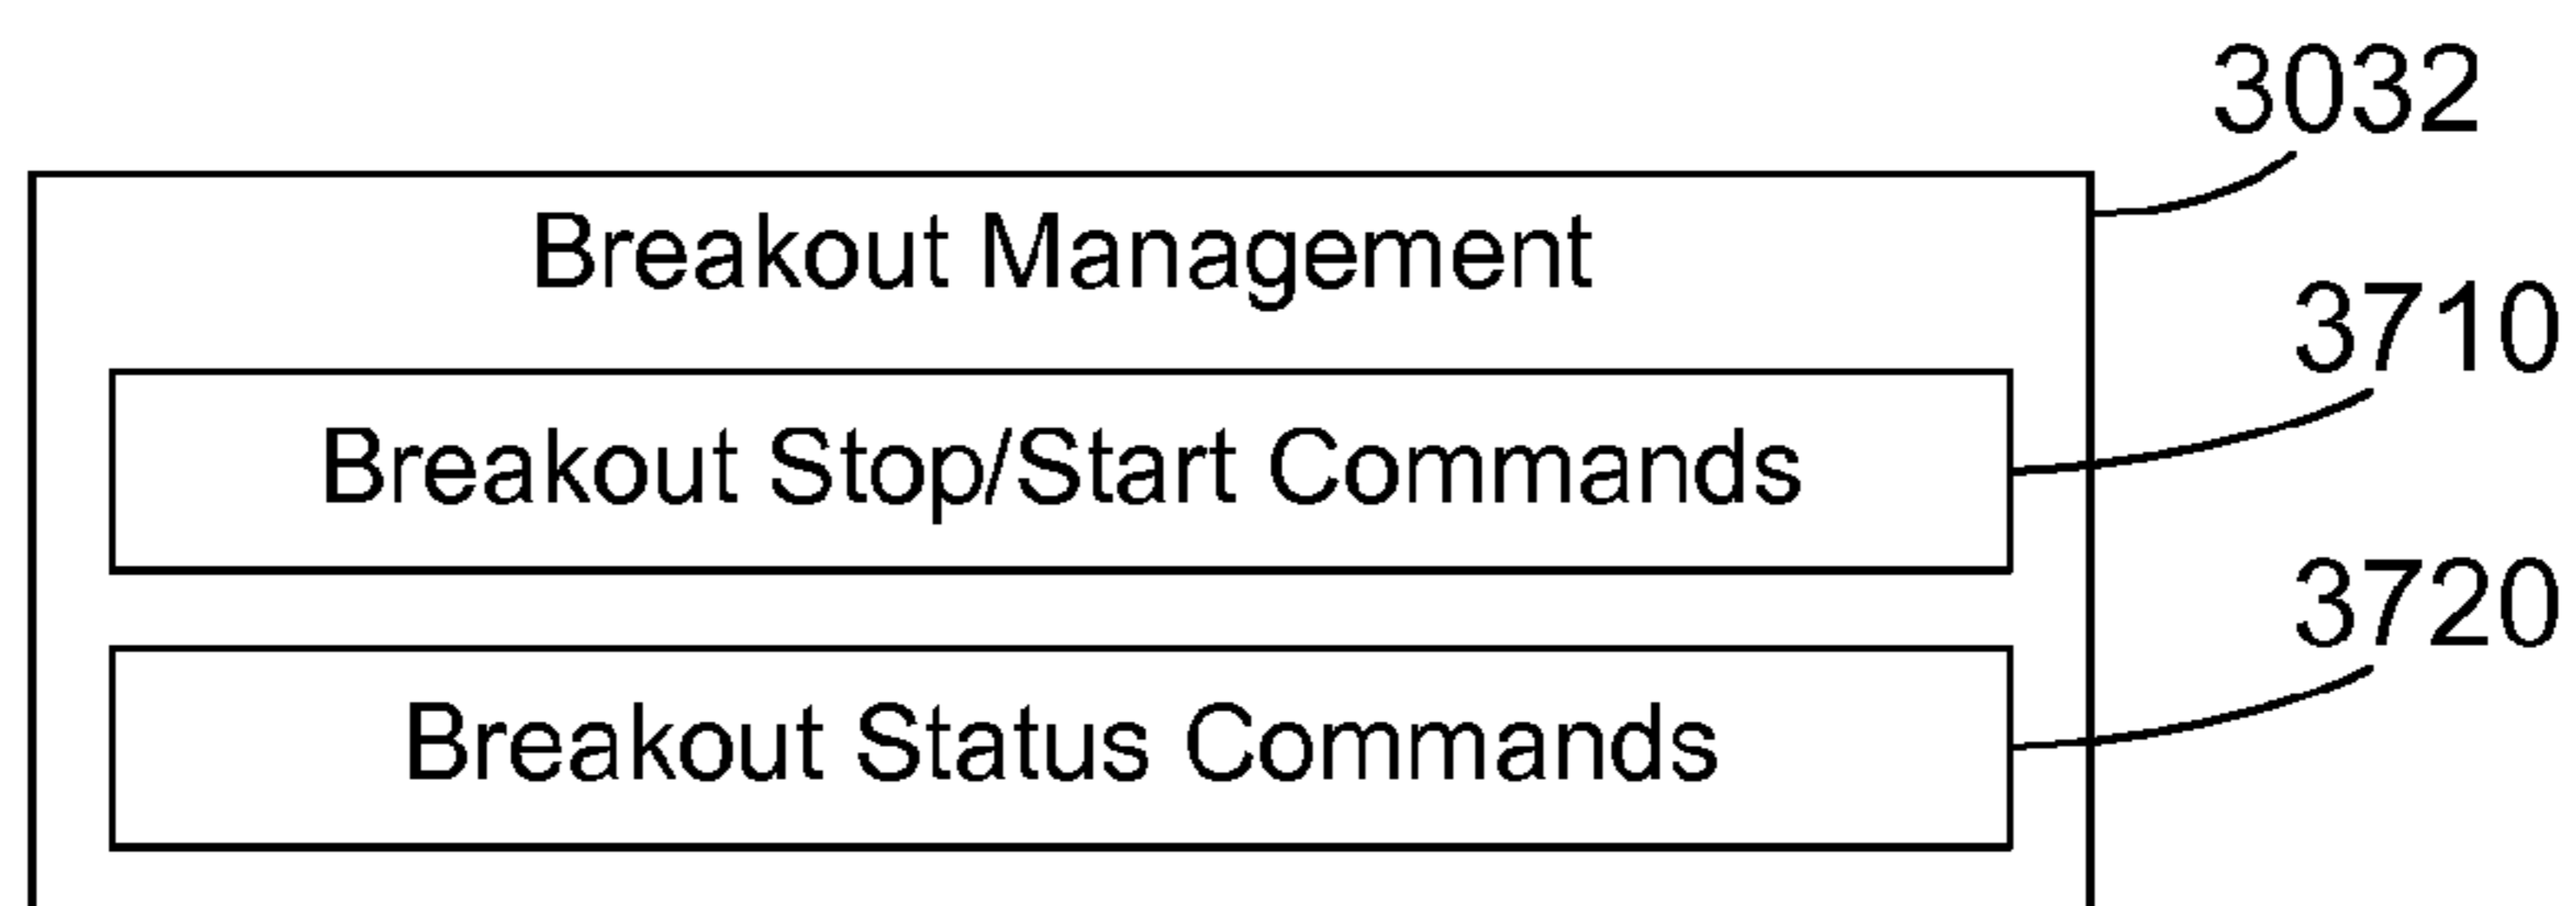 3032
Breakout Management
3710
Breakout Stop/Start Commands
3720
Breakout Status Commands